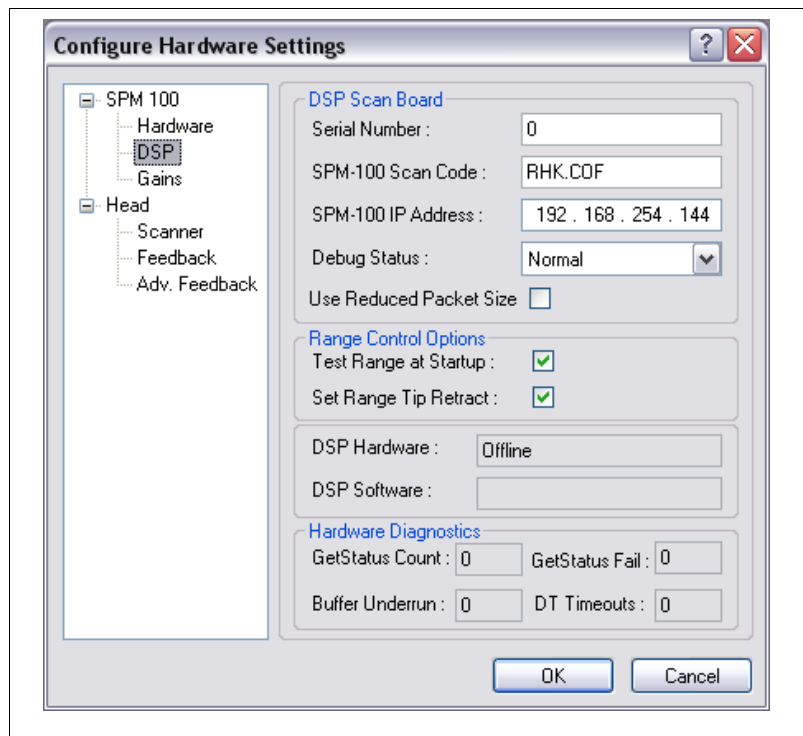 Configure Hardware Settings
SPM 100
Hardware
DSP
Gains
Head
Scanner
Feedback
Adv. Feedback
DSP Scan Board
Serial Number : 0
SPM-100 Scan Code : RHK.COF
SPM-100 IP Address : 192 . 168 . 254 . 144
Debug Status : Normal
Use Reduced Packet Size
Range Control Options
Test Range at Startup :
Set Range Tip Retract :
DSP Hardware : Offline
DSP Software :
Hardware Diagnostics
GetStatus Count : 0 GetStatus Fail : 0
Buffer Underrun : 0 DT Timeouts : 0
OK Cancel